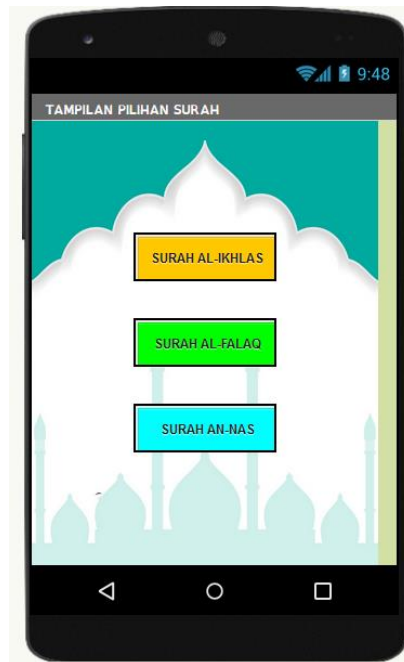 9:48
TAMPILAN PILIHAN SURAH
SURAH AL-IKHLAS
SURAH AL-FALAQ
SURAH AN-NAS